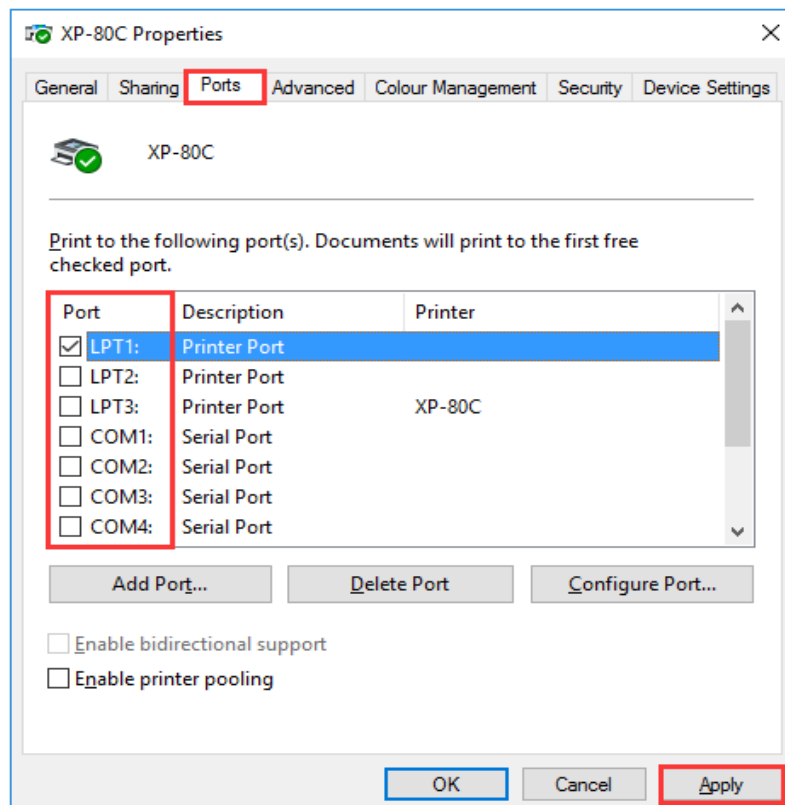 XP-80C Properties
General Sharing Ports Advanced Colour Management Security Device Settings
XP-80C
Print to the following port(s). Documents will print to the first free
checked port.
Port Description Printer
LPT1: Printer Port
LPT2: Printer Port
LPT3: Printer Port XP-80C
COM1: Serial Port
COM2: Serial Port
COM3: Serial Port
COM4: Serial Port
Add Port... Delete Port Configure Port...
Enable bidirectional support
Enable printer pooling
OK Cancel Apply